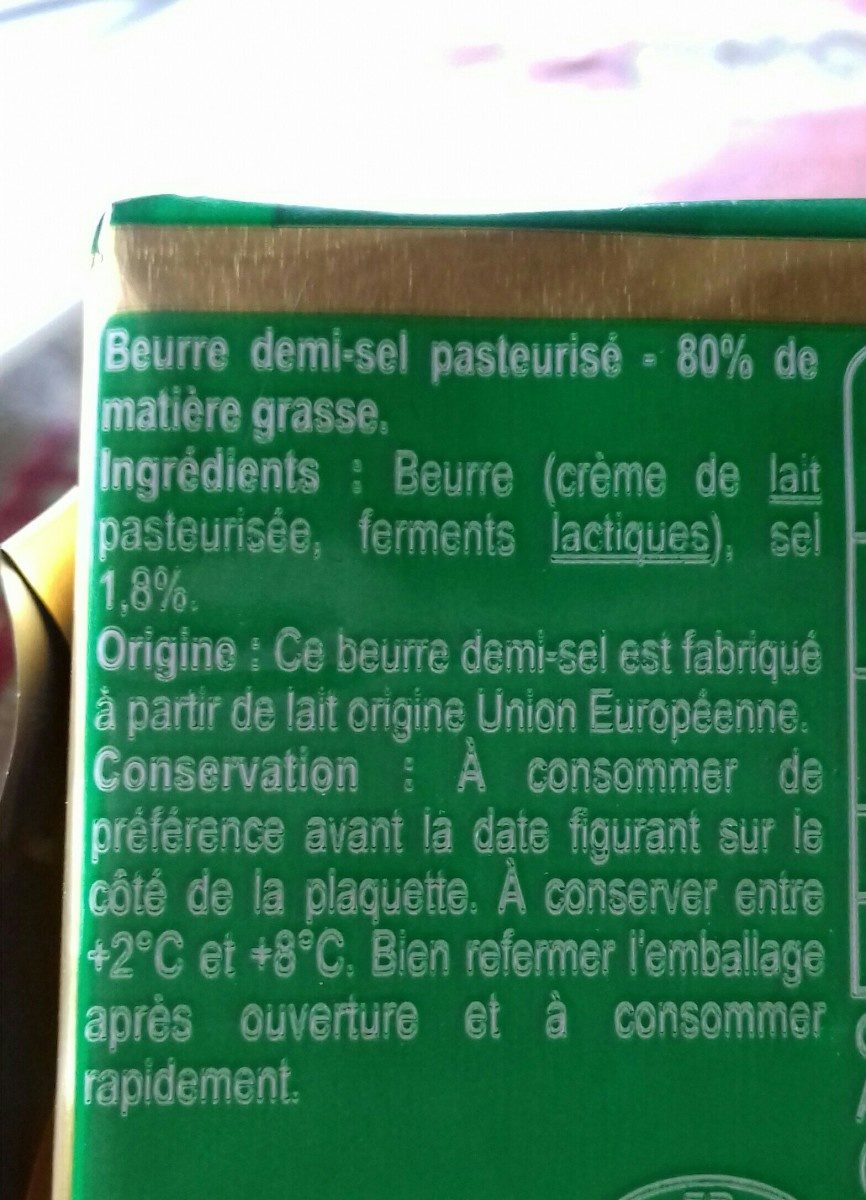 Beurre demi-sel pasteurisé - 80% de
matière grasse.
Ingrédients : Beurre (crème de lait
pasteurisée, ferments lactiques), sel
1,8%.
Origine : Ce beurre demi-sel est fabriqué
à partir de lait origine Union Européenne.
Conservation : À consommer de
préférence avant la date figurant sur le
côté de la plaquette. À conserver entre
+2°C et +8°C. Bien refermer l'emballage
après ouverture et à consommer
rapidement.